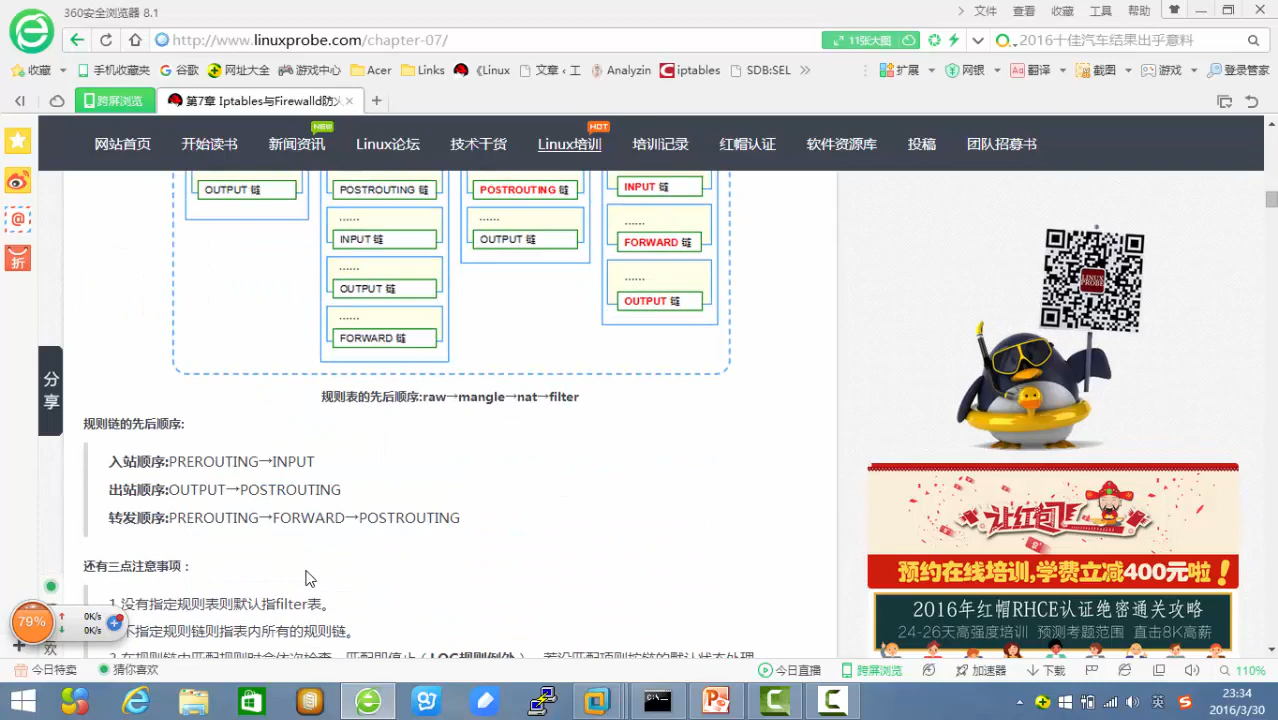 360安全浏览器 8.1
文件 查看 收藏 工具 帮助
http://www.linuxprobe.com/chapter-07/
11张大图
2016十佳汽车结果出乎意料
收藏 手机收藏夹 谷歌 网址大全 游戏中心 Acer Links 《Linux 文章 ‹ 工 Analyzin iptables SDB:SEL
扩展 网银 翻译 截图 游戏 登录管家
跨屏浏览 第7章 Iptables与Firewalld防火
NEW HOT
网站首页 开始读书 新闻资讯 Linux论坛 技术干货 Linux培训 培训记录 红帽认证 软件资源库 投稿 团队招募书
OUTPUT 链
POSTROUTING 链
......
INPUT 链
......
OUTPUT 链
......
FORWARD 链
POSTROUTING 链
......
OUTPUT 链
INPUT 链
......
FORWARD 链
......
OUTPUT 链
规则表的先后顺序:raw→mangle→nat→filter
规则链的先后顺序:
入站顺序:PREROUTING→INPUT
出站顺序:OUTPUT→POSTROUTING
转发顺序:PREROUTING→FORWARD→POSTROUTING
还有三点注意事项：
1.没有指定规则表则默认指filter表。
不指定规则链则指表内所有的规则链。
分享
折
LINUX PROBE
让红包飞
预约在线培训,学费立减400元啦！
2016年红帽RHCE认证绝密通关攻略
24-26天高强度培训 预测考题范围 直击8K高薪
79%
0K/s
0K/s
欢
今日特卖 猜你喜欢
今日直播 跨屏浏览 加速器 下载 110%
英
23:34
2016/3/30